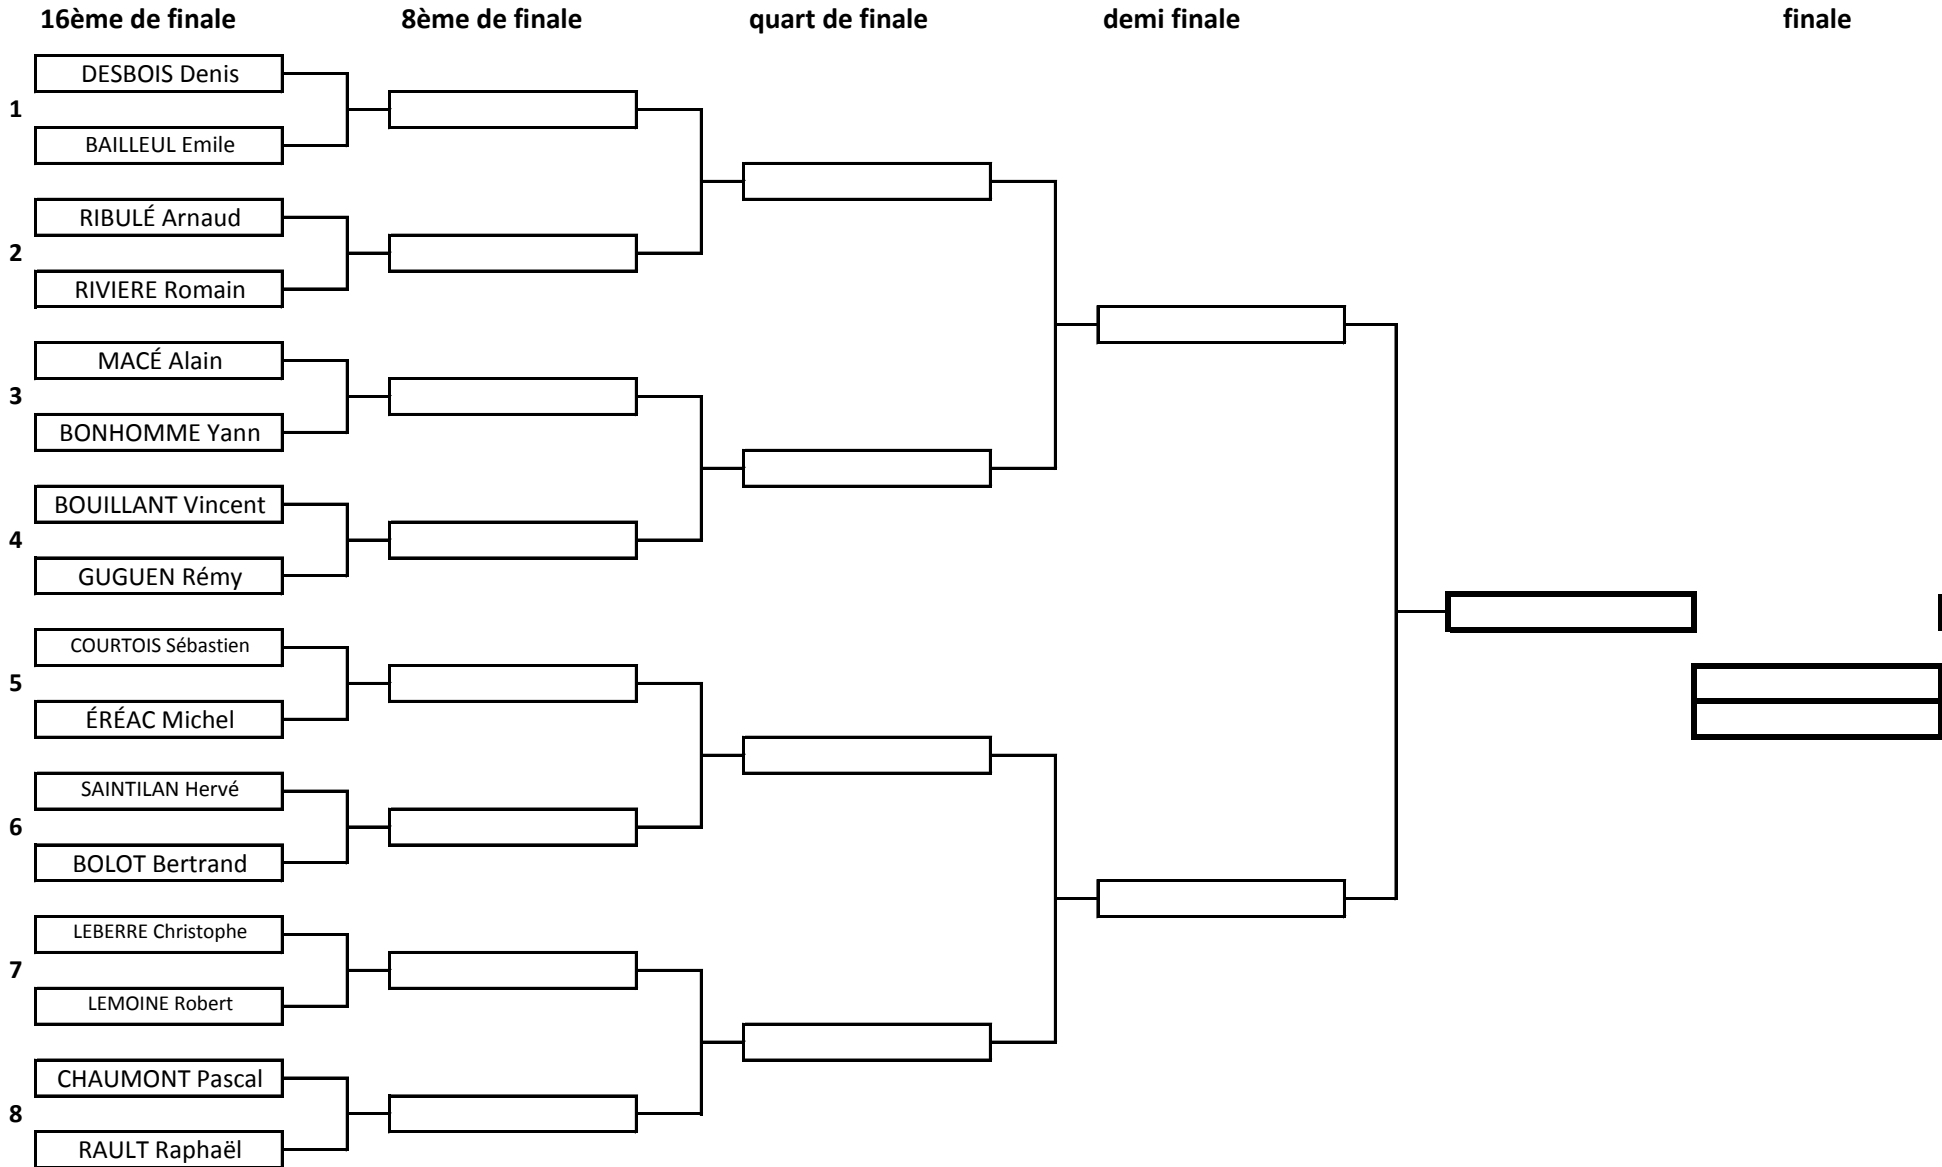 16ème de finale 8ème de finale quart de finale demi finale finale
DESBOIS Denis
1
BAILLEUL Emile
RIBULÉ Arnaud
2
RIVIERE Romain
MACÉ Alain
3
BONHOMME Yann
BOUILLANT Vincent
4
GUGUEN Rémy
COURTOIS Sébastien
5
ÉRÉAC Michel
SAINTILAN Hervé
6
BOLOT Bertrand
LEBERRE Christophe
7
LEMOINE Robert
CHAUMONT Pascal
8
RAULT Raphaël